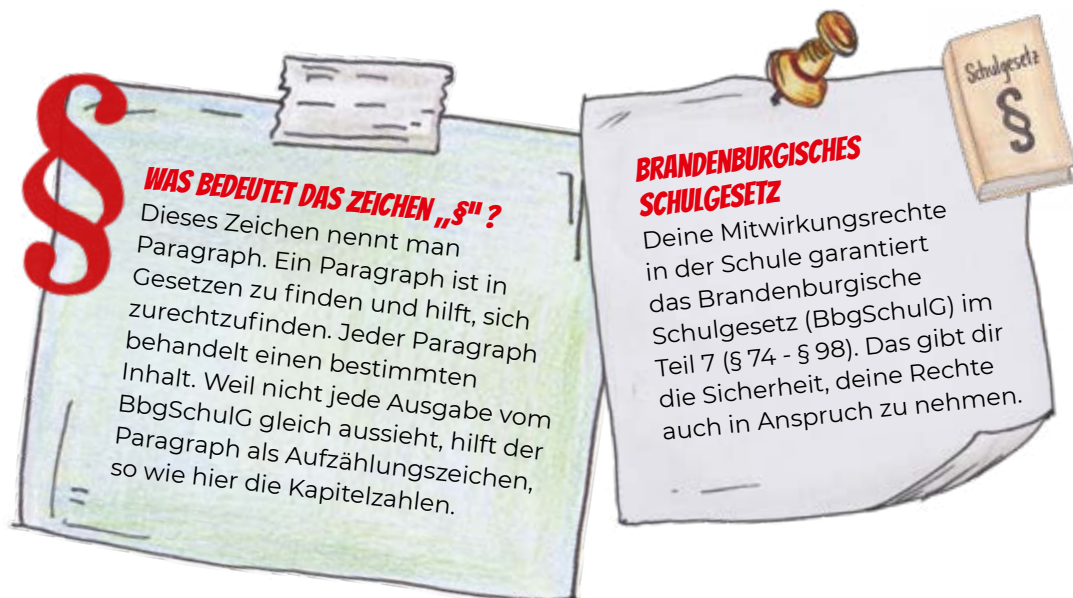 §
WAS BEDEUTET DAS ZEICHEN „§“ ?
Dieses Zeichen nennt man
Paragraph. Ein Paragraph ist in
Gesetzen zu finden und hilft, sich
zurechtzufinden. Jeder Paragraph
behandelt einen bestimmten
Inhalt. Weil nicht jede Ausgabe vom
BbgSchulG gleich aussieht, hilft der
Paragraph als Aufzählungszeichen,
so wie hier die Kapitelzahlen.
Schulgesetz
§
BRANDENBURGISCHES
SCHULGESETZ
Deine Mitwirkungsrechte
in der Schule garantiert
das Brandenburgische
Schulgesetz (BbgSchulG) im
Teil 7 (§ 74 - § 98). Das gibt dir
die Sicherheit, deine Rechte
auch in Anspruch zu nehmen.